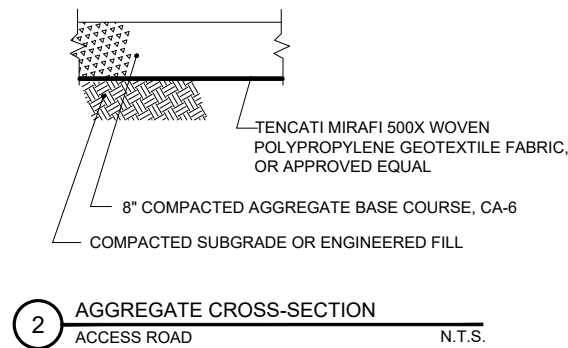 TENCATI MIRAFI 500X WOVEN
POLYPROPYLENE GEOTEXTILE FABRIC,
OR APPROVED EQUAL
8" COMPACTED AGGREGATE BASE COURSE, CA-6
COMPACTED SUBGRADE OR ENGINEERED FILL
2
AGGREGATE CROSS-SECTION
ACCESS ROAD N.T.S.